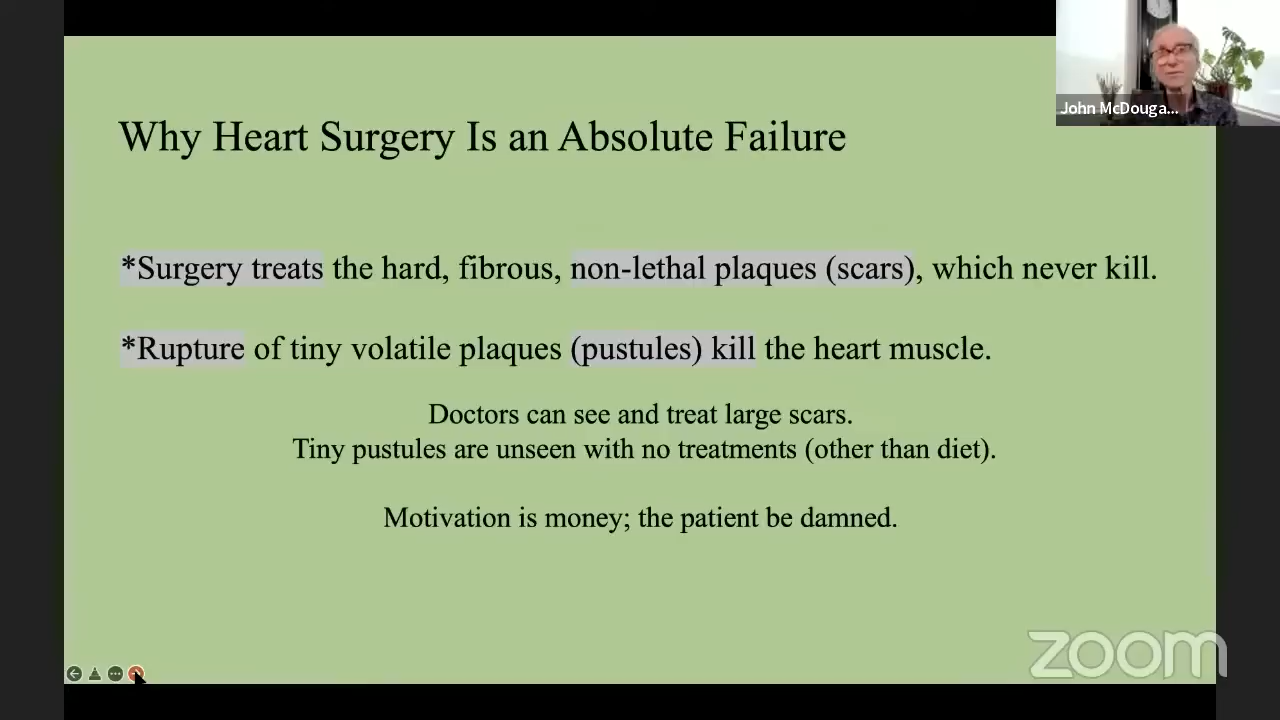 John McDouga...
Why Heart Surgery Is an Absolute Failure
*Surgery treats the hard, fibrous, non-lethal plaques (scars), which never kill.
*Rupture of tiny volatile plaques (pustules) kill the heart muscle.
Doctors can see and treat large scars.
Tiny pustules are unseen with no treatments (other than diet).
Motivation is money; the patient be damned.
zoom